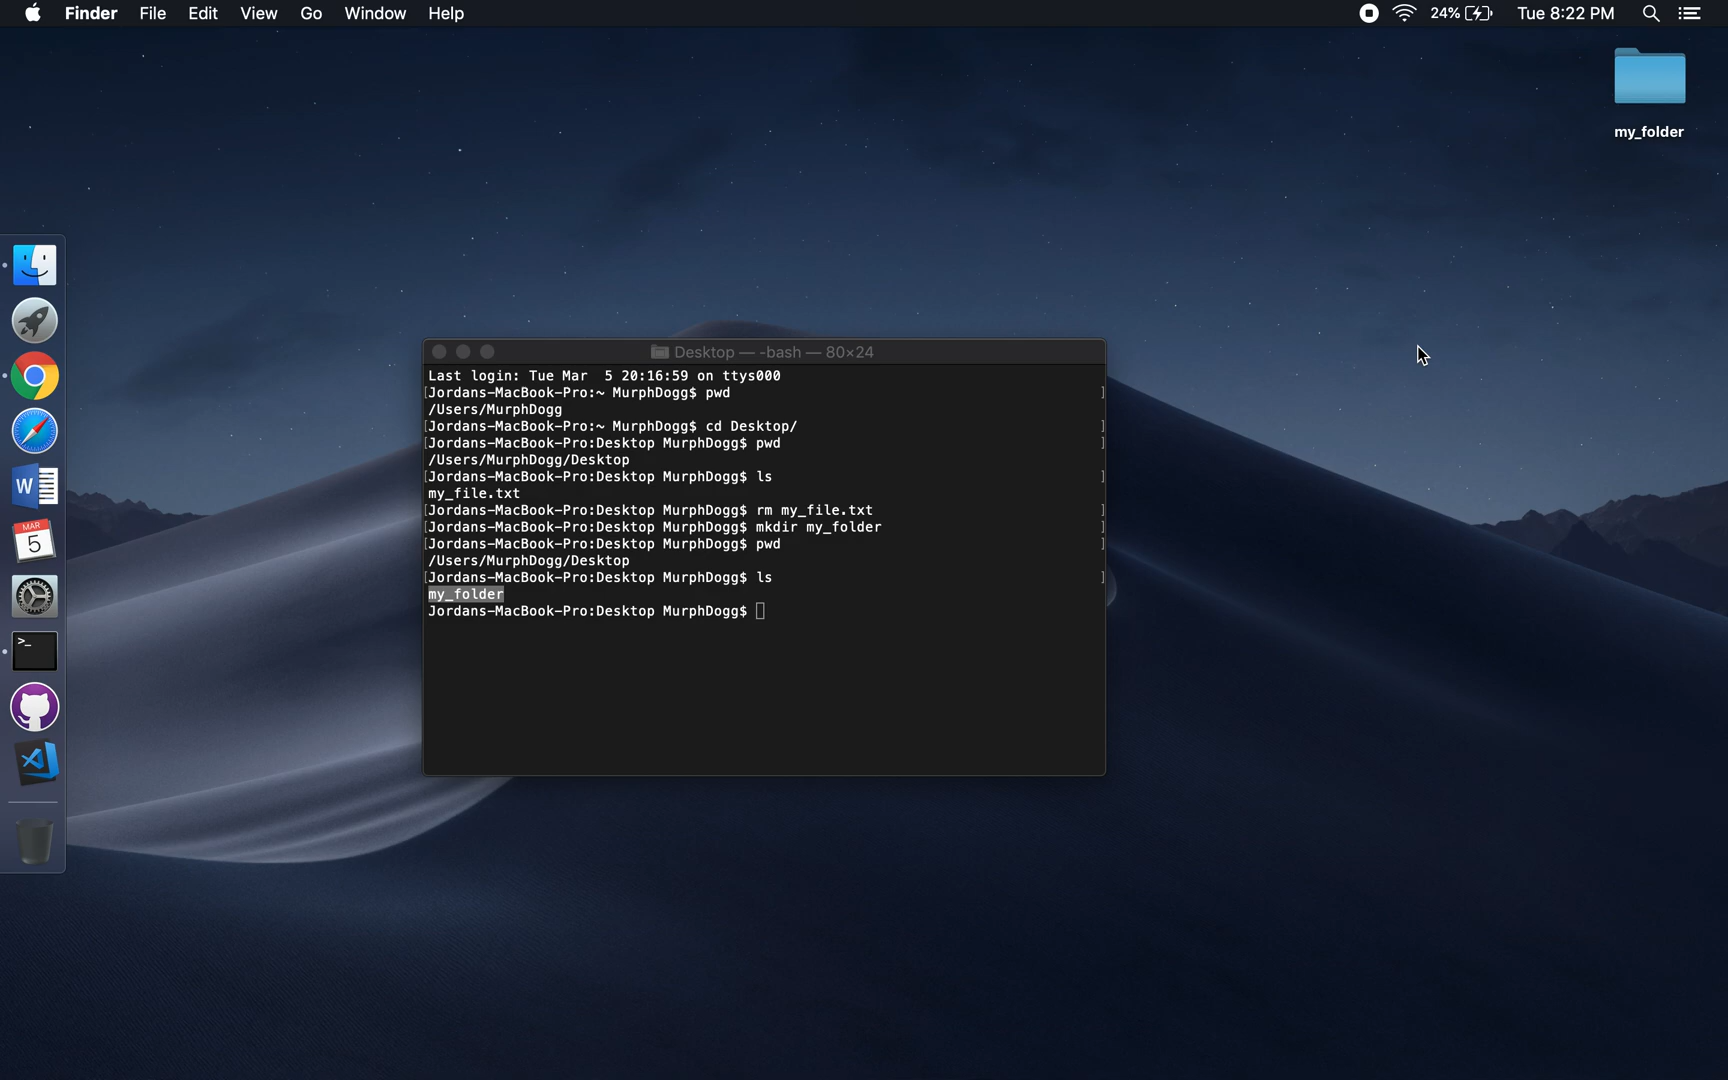 Finder File Edit View Go Window Help 24% Tue 8:22 PM
my_folder
Desktop — -bash — 80×24
Last login: Tue Mar  5 20:16:59 on ttys000
[Jordans-MacBook-Pro:~ MurphDogg$ pwd ]
/Users/MurphDogg
[Jordans-MacBook-Pro:~ MurphDogg$ cd Desktop/ ]
[Jordans-MacBook-Pro:Desktop MurphDogg$ pwd ]
/Users/MurphDogg/Desktop
[Jordans-MacBook-Pro:Desktop MurphDogg$ ls ]
my_file.txt
[Jordans-MacBook-Pro:Desktop MurphDogg$ rm my_file.txt ]
[Jordans-MacBook-Pro:Desktop MurphDogg$ mkdir my_folder ]
[Jordans-MacBook-Pro:Desktop MurphDogg$ pwd ]
/Users/MurphDogg/Desktop
[Jordans-MacBook-Pro:Desktop MurphDogg$ ls ]
my_folder
Jordans-MacBook-Pro:Desktop MurphDogg$
W
MAR
5
>_